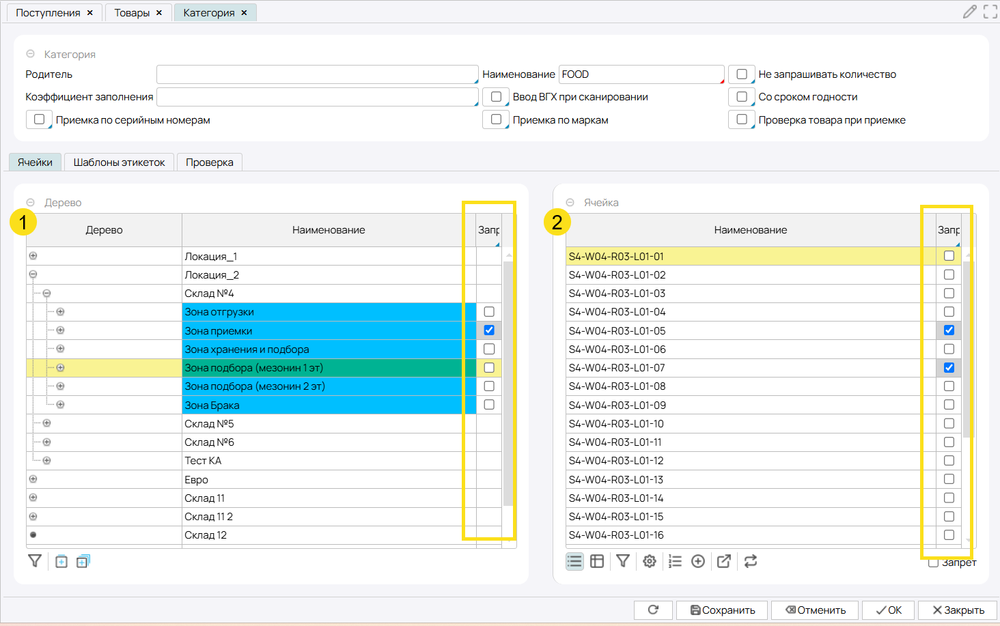 Поступления × Товары × Категория ×
Категория
Родитель Наименование FOOD Не запрашивать количество
Коэффициент заполнения Ввод ВГХ при сканировании Со сроком годности
Приемка по серийным номерам Приемка по маркам Проверка товара при приемке
Ячейки Шаблоны этикеток Проверка
Дерево
1
Дерево Наименование Запр
Локация_1
Локация_2
Склад №4
Зона отгрузки
Зона приемки
Зона хранения и подбора
Зона подбора (мезонин 1 эт)
Зона подбора (мезонин 2 эт)
Зона Брака
Склад №5
Склад №6
Тест КА
Евро
Склад 11
Склад 11 2
Склад 12
Ячейка
2
Наименование Запр
S4-W04-R03-L01-01
S4-W04-R03-L01-02
S4-W04-R03-L01-03
S4-W04-R03-L01-04
S4-W04-R03-L01-05
S4-W04-R03-L01-06
S4-W04-R03-L01-07
S4-W04-R03-L01-08
S4-W04-R03-L01-09
S4-W04-R03-L01-10
S4-W04-R03-L01-11
S4-W04-R03-L01-12
S4-W04-R03-L01-13
S4-W04-R03-L01-14
S4-W04-R03-L01-15
S4-W04-R03-L01-16
Запрет
Сохранить Отменить OK Закрыть